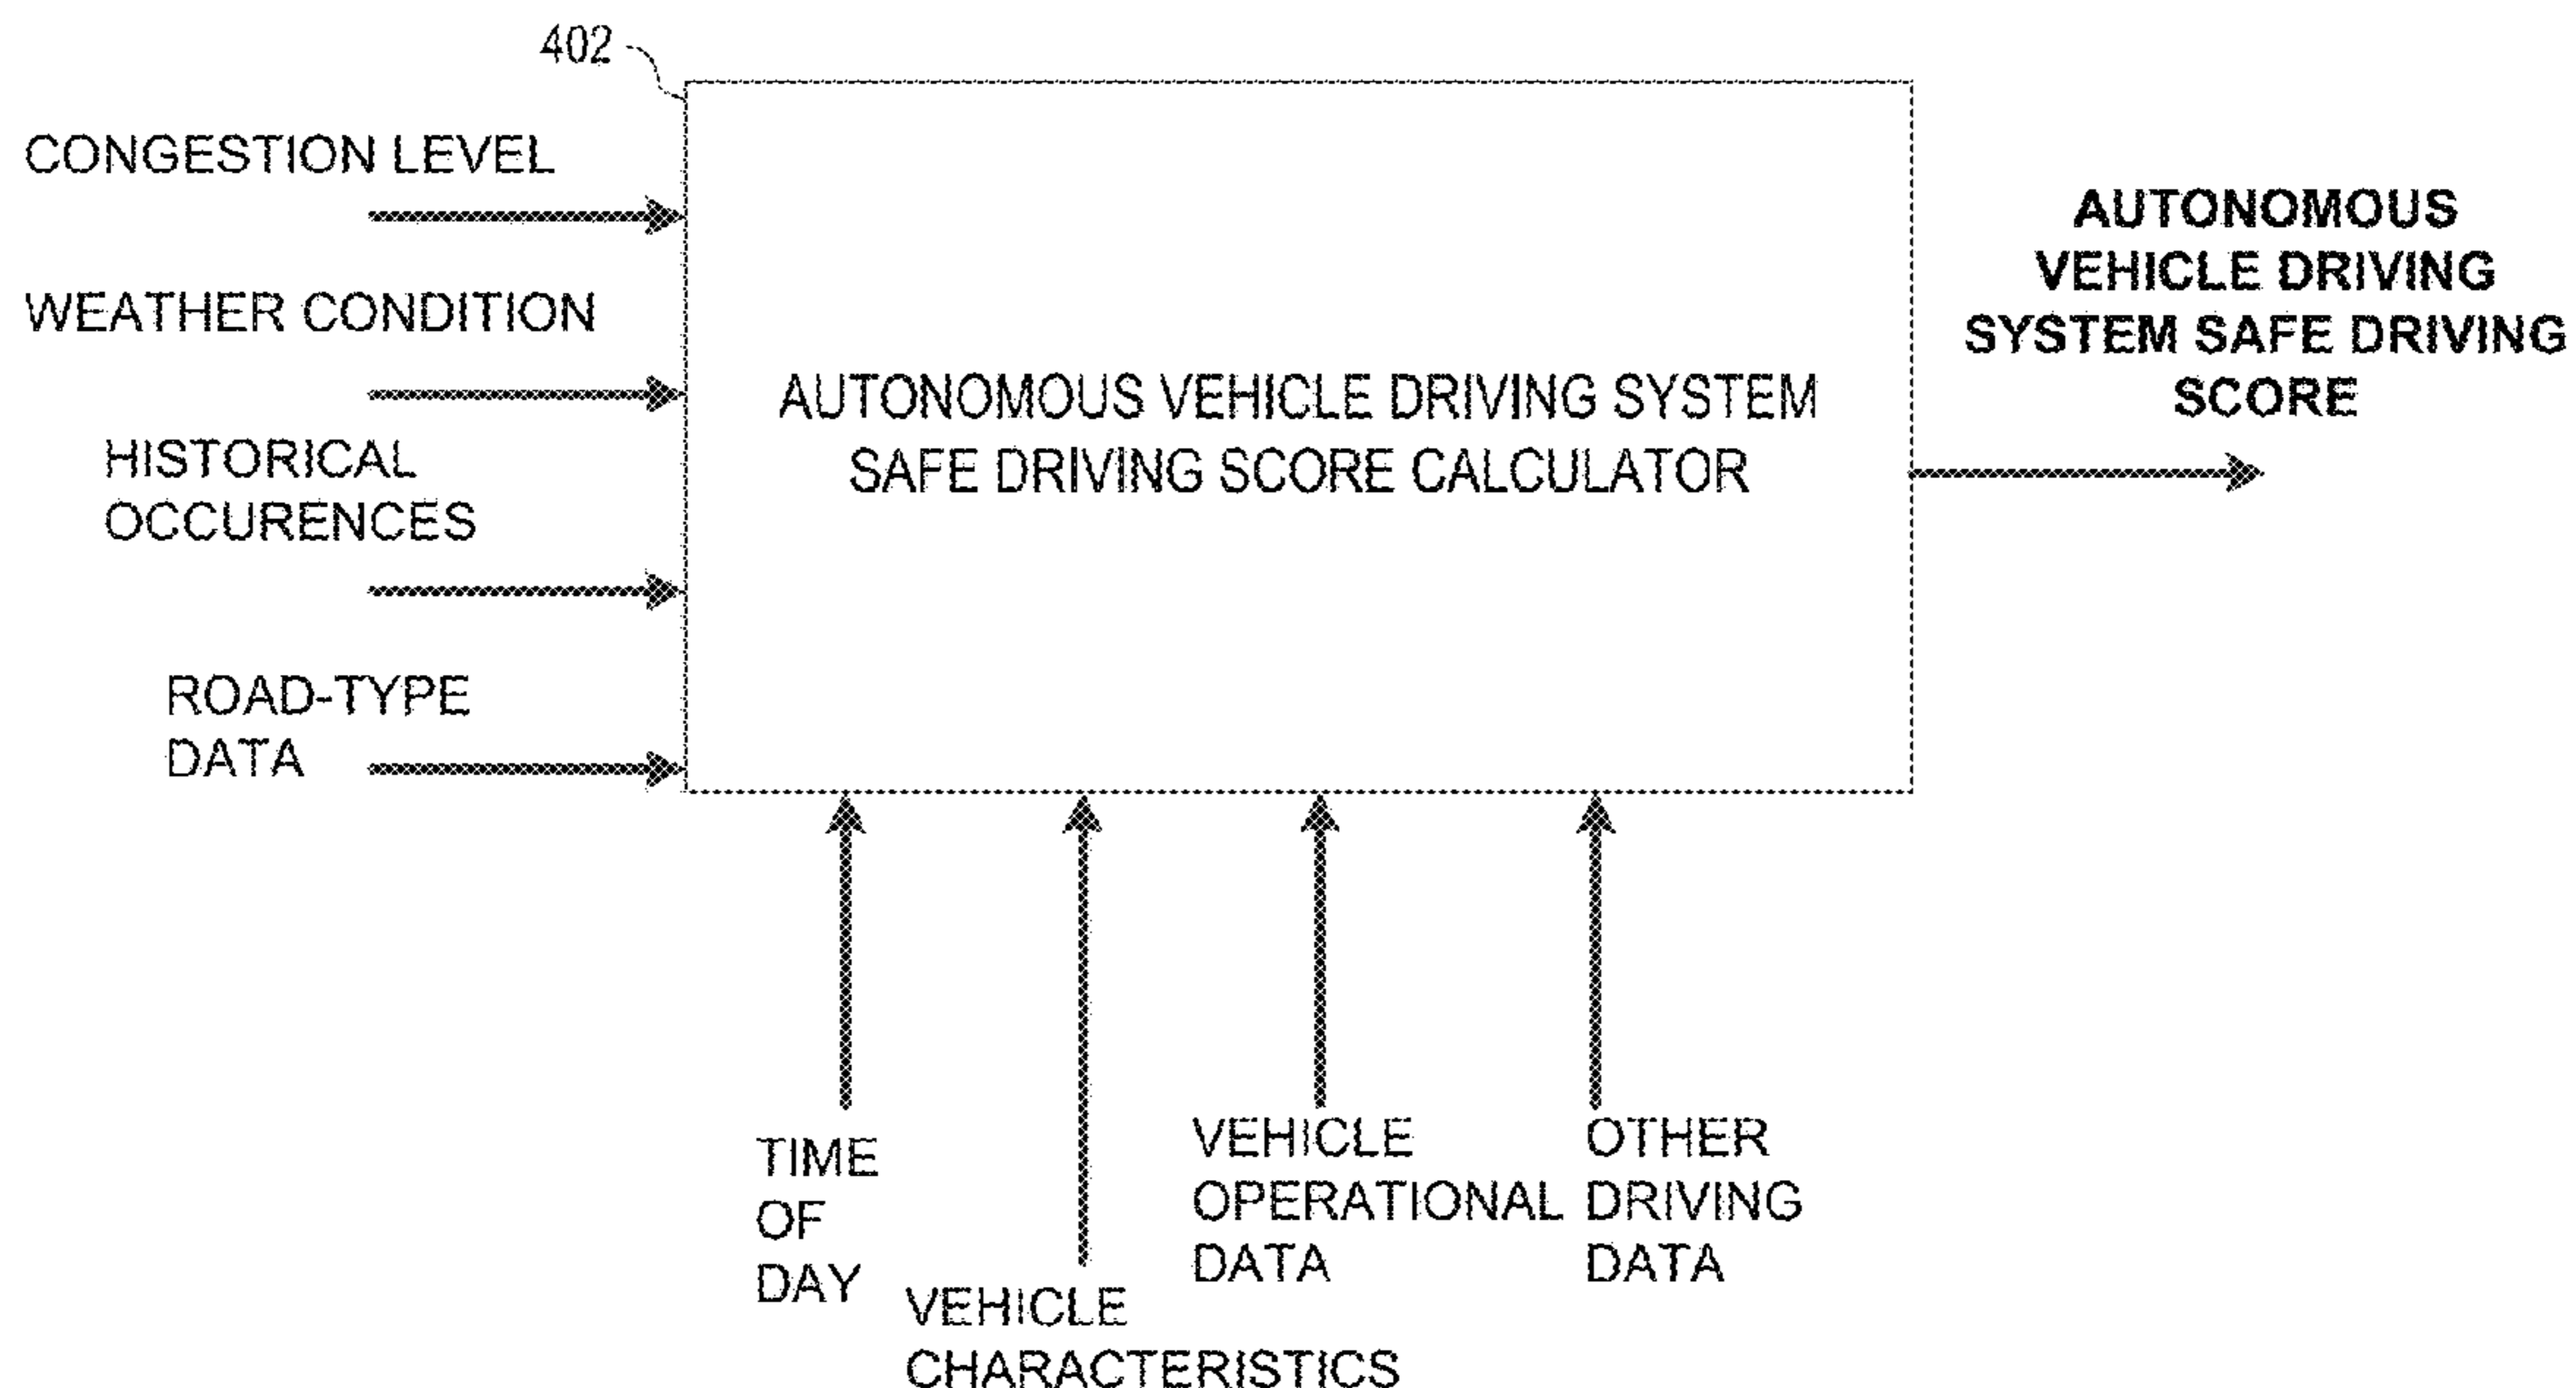 402
CONGESTION LEVEL
WEATHER CONDITION
HISTORICAL
OCCURENCES
ROAD-TYPE
DATA
AUTONOMOUS VEHICLE DRIVING SYSTEM
SAFE DRIVING SCORE CALCULATOR
AUTONOMOUS
VEHICLE DRIVING
SYSTEM SAFE DRIVING
SCORE
TIME
OF
DAY
VEHICLE
CHARACTERISTICS
VEHICLE
OPERATIONAL
DATA
OTHER
DRIVING
DATA